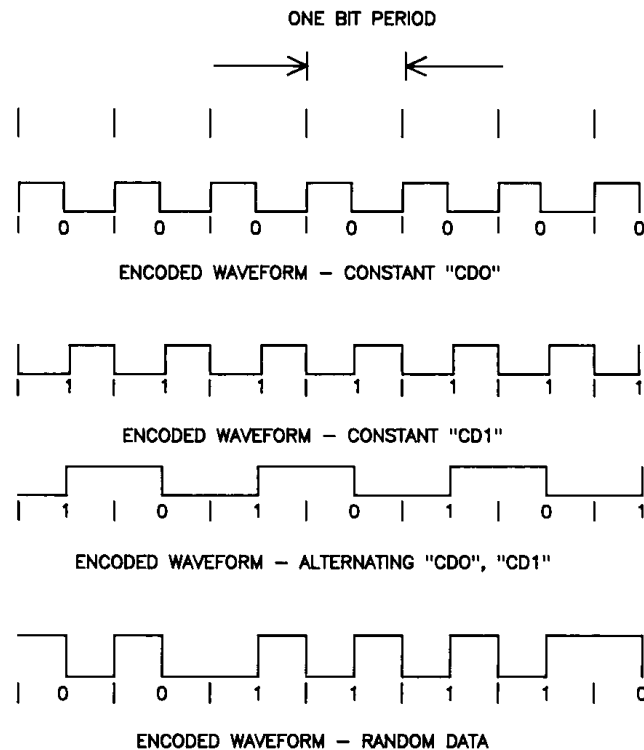 ONE BIT PERIOD
0 0 0 0 0 0 0
ENCODED WAVEFORM – CONSTANT "CD0"
1 1 1 1 1 1 1
ENCODED WAVEFORM – CONSTANT "CD1"
1 0 1 0 1 0 1
ENCODED WAVEFORM – ALTERNATING "CD0", "CD1"
0 0 1 1 1 1 0
ENCODED WAVEFORM – RANDOM DATA